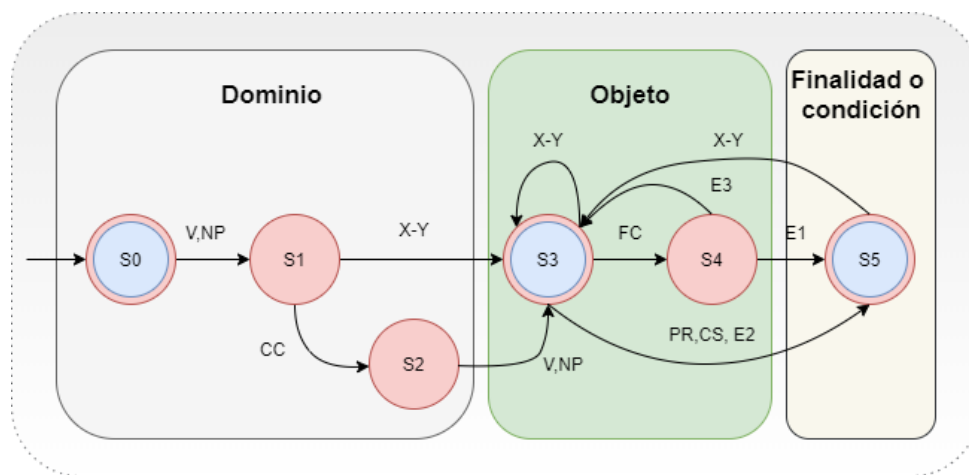 Dominio
Objeto
Finalidad o
condición
X-Y
X-Y
E3
V,NP
X-Y
FC
E1
S0
S1
S3
S4
S5
CC
S2
V,NP
PR,CS, E2